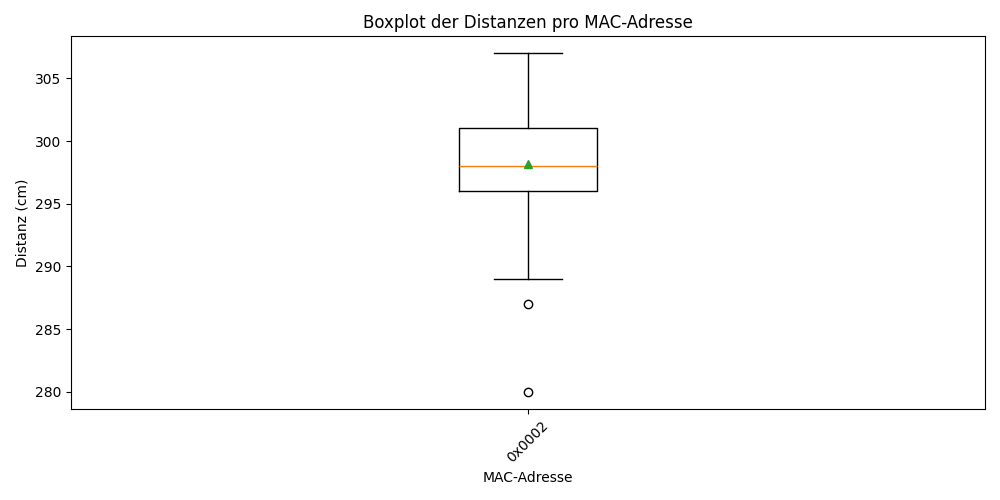 Boxplot der Distanzen pro MAC-Adresse
Distanz (cm)
305
300
295
290
285
280
0x0002
MAC-Adresse